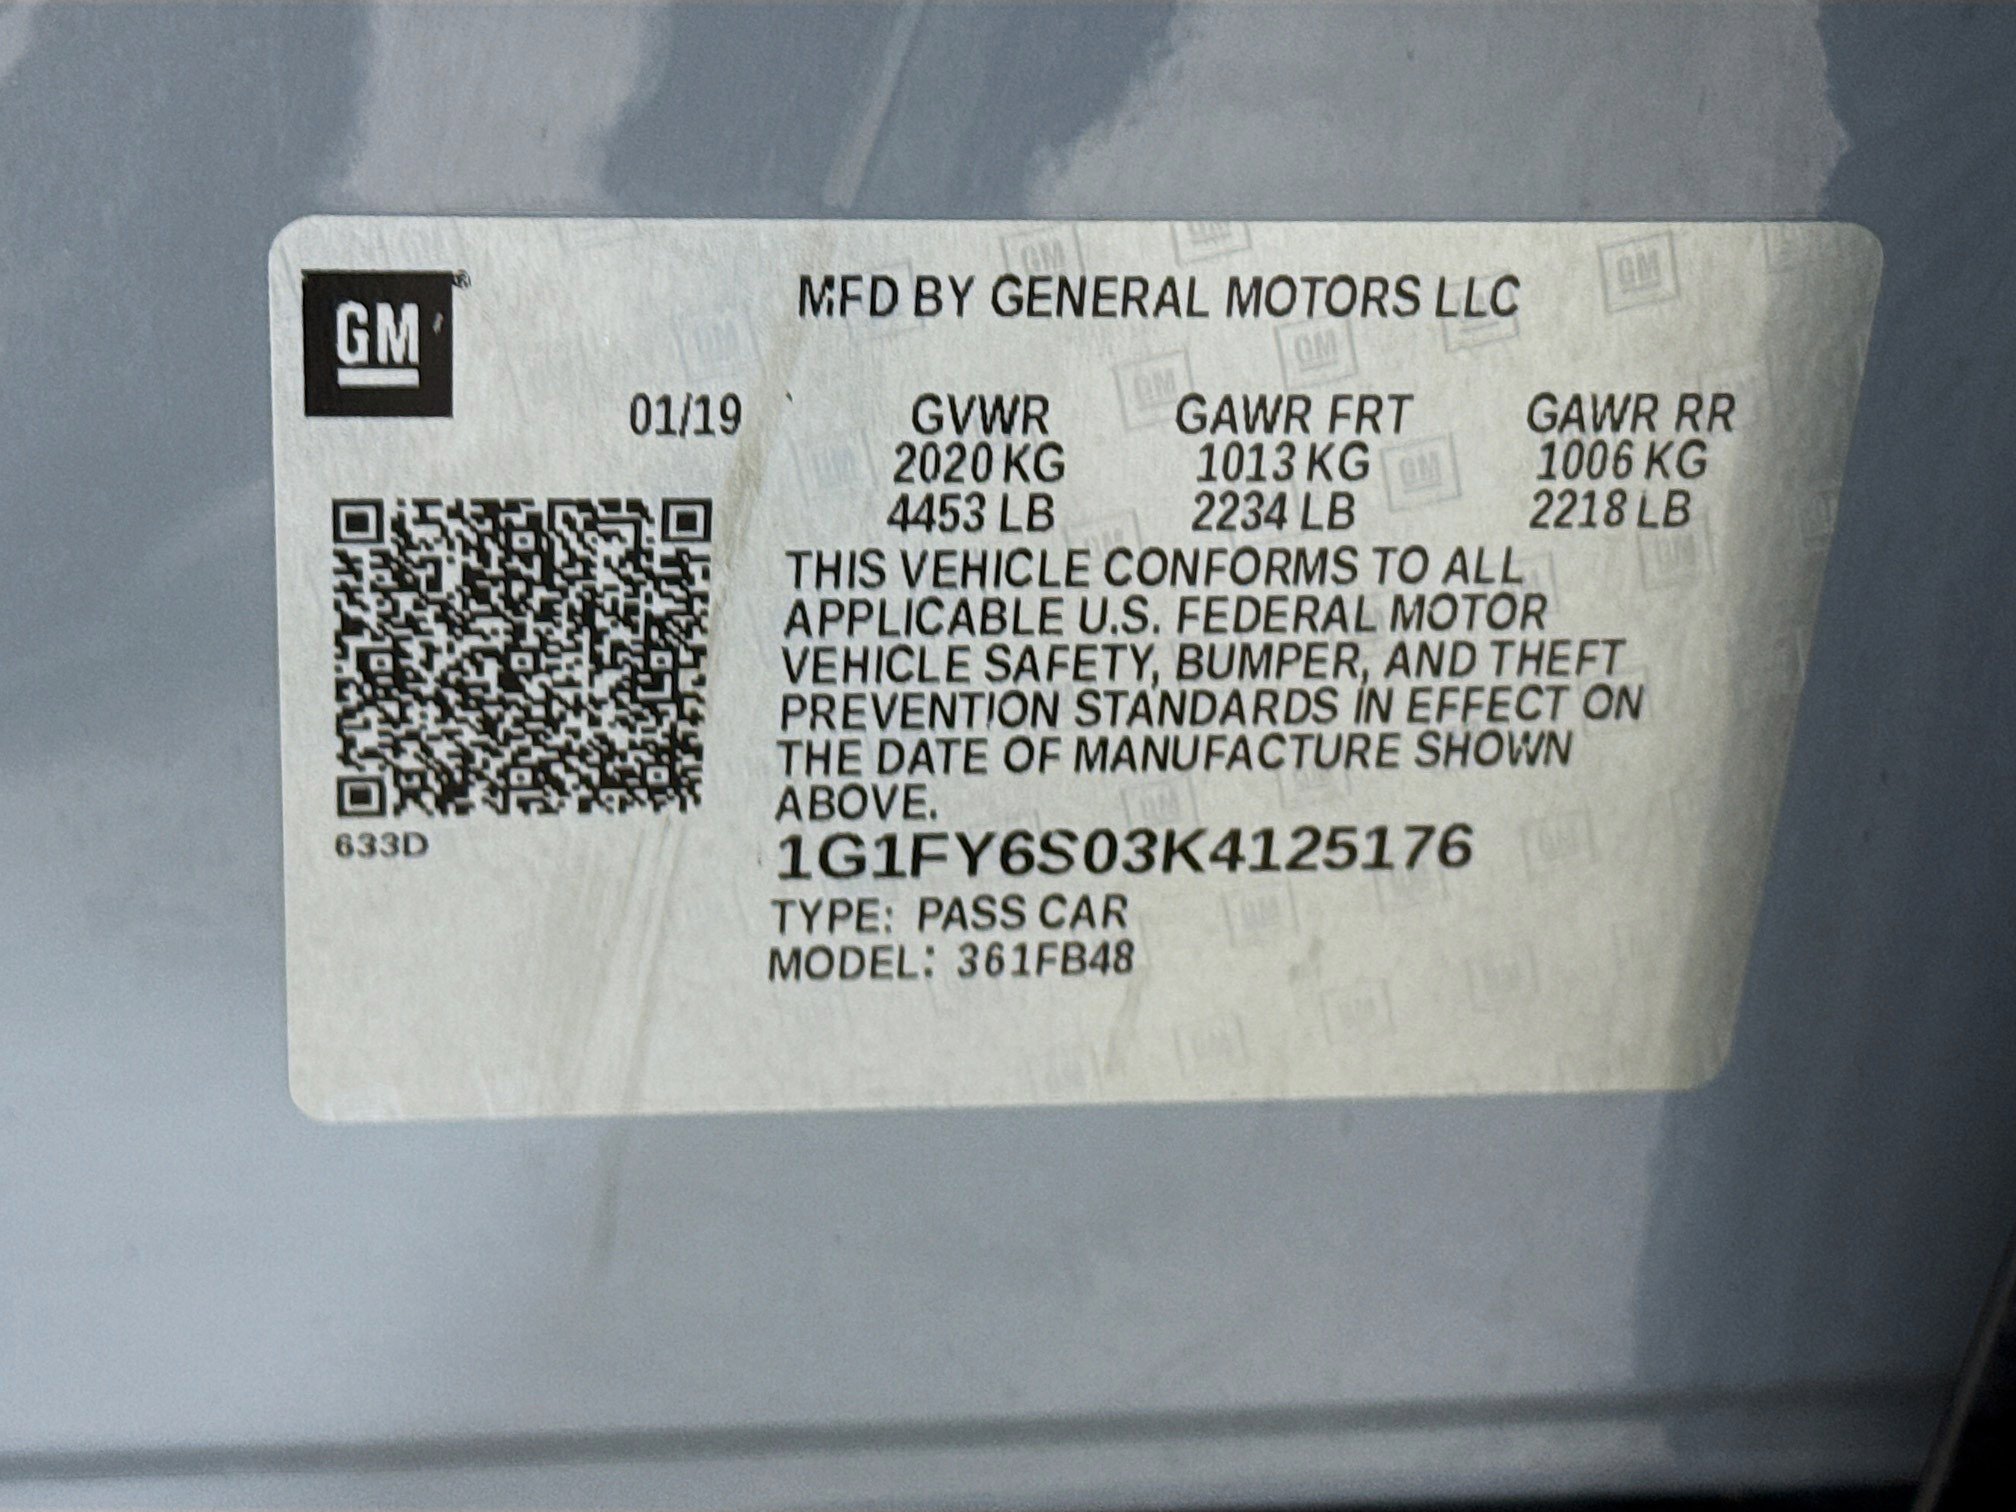 GM®
MFD BY GENERAL MOTORS LLC
01/19 GVWR GAWR FRT GAWR RR
2020 KG 1013 KG 1006 KG
4453 LB 2234 LB 2218 LB
THIS VEHICLE CONFORMS TO ALL
APPLICABLE U.S. FEDERAL MOTOR
VEHICLE SAFETY, BUMPER, AND THEFT
PREVENTION STANDARDS IN EFFECT ON
THE DATE OF MANUFACTURE SHOWN
ABOVE.
633D
1G1FY6S03K4125176
TYPE: PASS CAR
MODEL: 361FB48